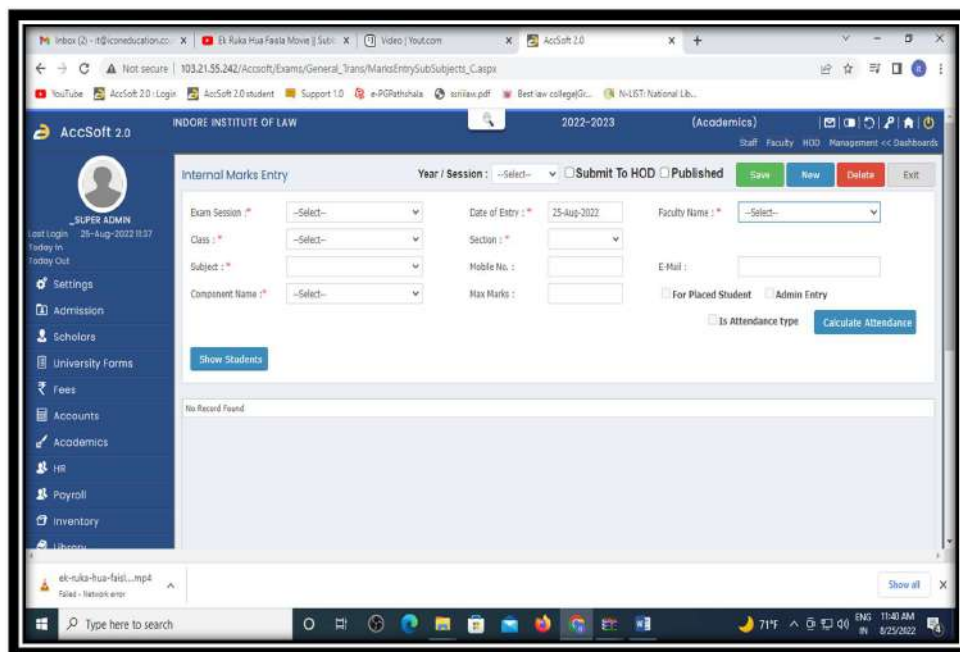 Inbox (2) - it@iconeducation.co
Ek Ruka Hua Fasla Movie || Subt
Video | Yout.com
AccSoft 2.0
Not secure | 103.21.55.242/Accsoft/Exams/General_Trans/MarksEntrySubSubjects_C.aspx
YouTube
AccSoft 2.0 : Login
AccSoft 2.0 student
Support 1.0
e-PGPathshala
Best law college|Gr...
N-LIST: National Lib...
AccSoft 2.0
INDORE INSTITUTE OF LAW
2022-2023
(Academics)
Staff Faculty HOD Management << Dashboards
_SUPER ADMIN
Last Login 25-Aug-2022 11:37
Today In
Today Out
Settings
Admission
Scholars
University Forms
Fees
Accounts
Academics
HR
Payroll
Inventory
Library
Internal Marks Entry
Year / Session : --Select--
Submit To HOD
Published
Save
New
Delete
Exit
Exam Session :* --Select--
Date of Entry : * 25-Aug-2022
Faculty Name : * --Select--
Class : * --Select--
Section : *
Subject : *
Mobile No. :
E-Mail :
Component Name :* --Select--
Max Marks :
For Placed Student
Admin Entry
Is Attendance type
Calculate Attendance
Show Students
No Record Found
ek-ruka-hua-faisl....mp4
Failed - Network error
Show all
Type here to search
71°F
ENG
IN
11:40 AM
8/25/2022